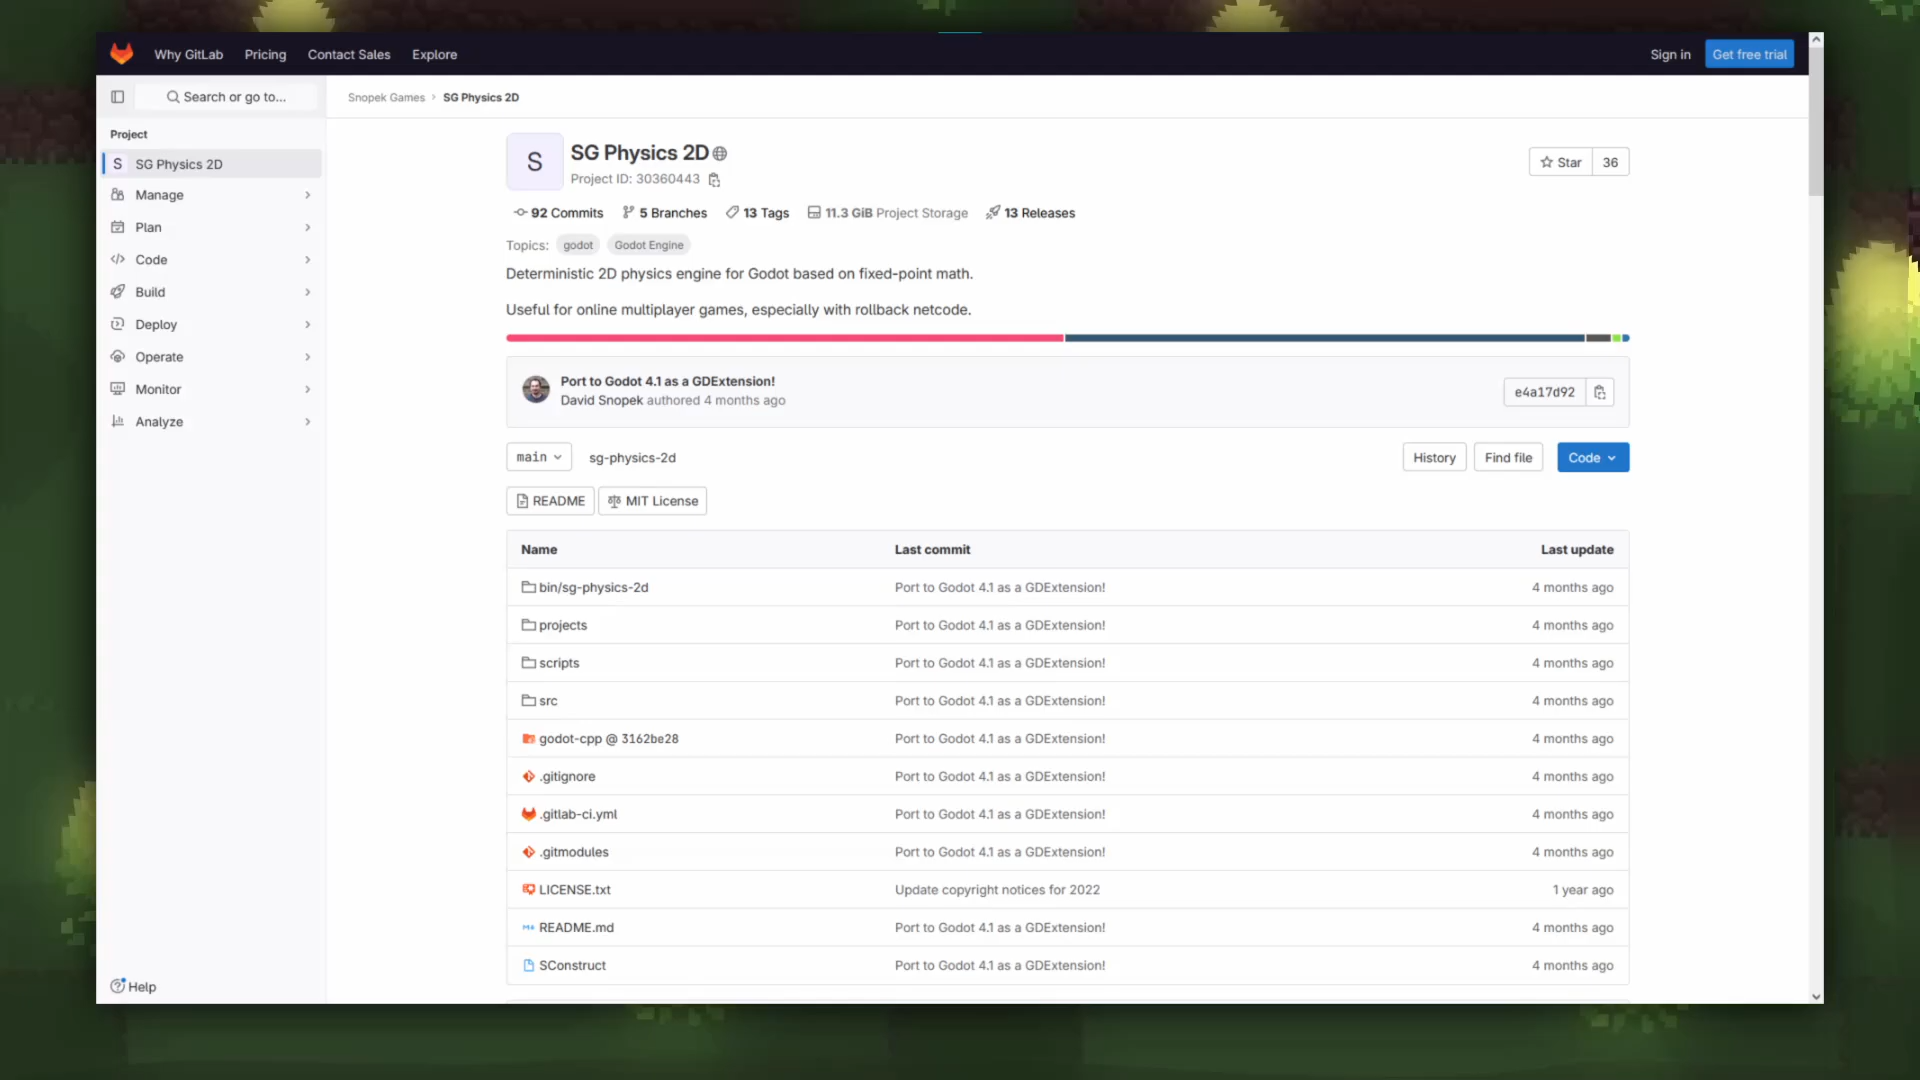 Why GitLab Pricing Contact Sales Explore Sign in Get free trial
Search or go to... Snopek Games › SG Physics 2D
Project
S SG Physics 2D
Manage
Plan
Code
Build
Deploy
Operate
Monitor
Analyze
Help
S SG Physics 2D
Project ID: 30360443
Star 36
92 Commits 5 Branches 13 Tags 11.3 GiB Project Storage 13 Releases
Topics: godot Godot Engine
Deterministic 2D physics engine for Godot based on fixed-point math.
Useful for online multiplayer games, especially with rollback netcode.
Port to Godot 4.1 as a GDExtension!
David Snopek authored 4 months ago
e4a17d92
main sg-physics-2d History Find file Code
README MIT License
Name Last commit Last update
bin/sg-physics-2d Port to Godot 4.1 as a GDExtension! 4 months ago
projects Port to Godot 4.1 as a GDExtension! 4 months ago
scripts Port to Godot 4.1 as a GDExtension! 4 months ago
src Port to Godot 4.1 as a GDExtension! 4 months ago
godot-cpp @ 3162be28 Port to Godot 4.1 as a GDExtension! 4 months ago
.gitignore Port to Godot 4.1 as a GDExtension! 4 months ago
.gitlab-ci.yml Port to Godot 4.1 as a GDExtension! 4 months ago
.gitmodules Port to Godot 4.1 as a GDExtension! 4 months ago
LICENSE.txt Update copyright notices for 2022 1 year ago
README.md Port to Godot 4.1 as a GDExtension! 4 months ago
SConstruct Port to Godot 4.1 as a GDExtension! 4 months ago